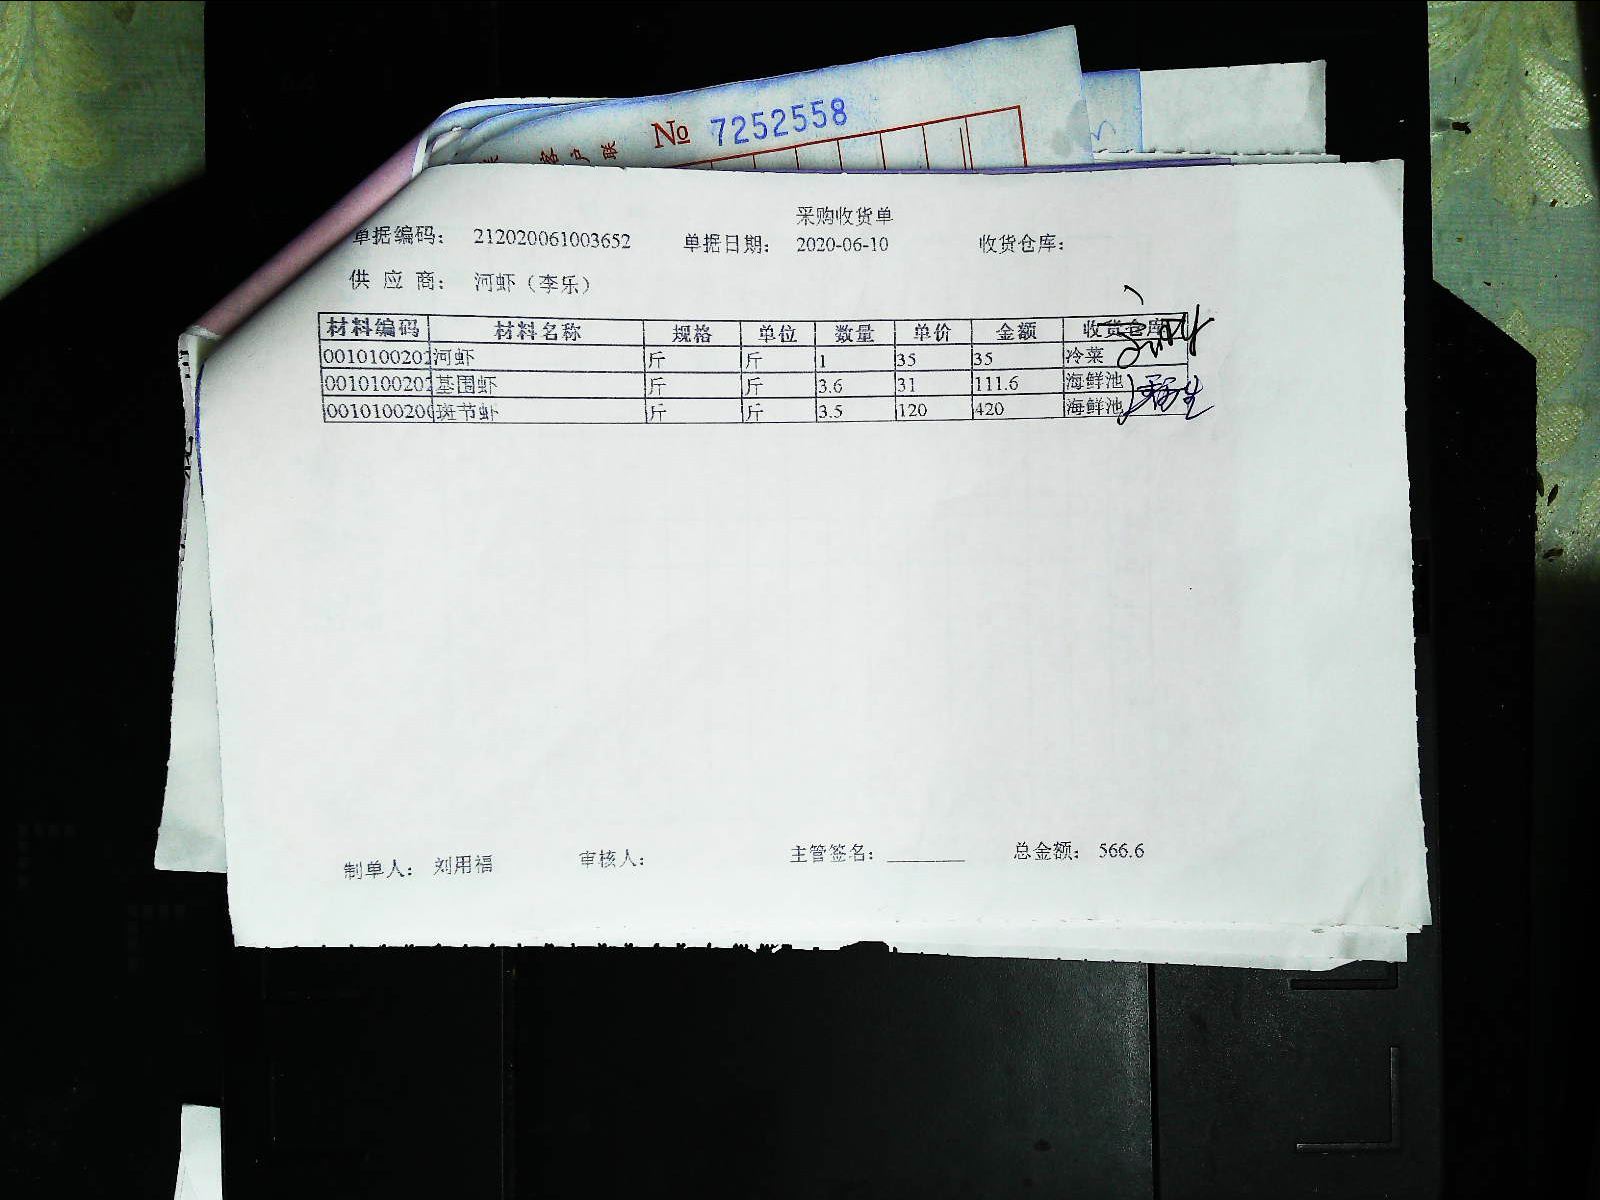 客户联 № 7252558
采购收货单
单据编码： 212020061003652 单据日期： 2020-06-10 收货仓库：
供 应 商： 河虾（李乐）
材料编码 材料名称 规格 单位 数量 单价 金额 收货仓库
0010100202 河虾 斤 斤 1 35 35 冷菜
0010100202 基围虾 斤 斤 3.6 31 111.6 海鲜池
0010100200 斑节虾 斤 斤 3.5 120 420 海鲜池
制单人： 刘用福 审核人： 主管签名： 总金额： 566.6